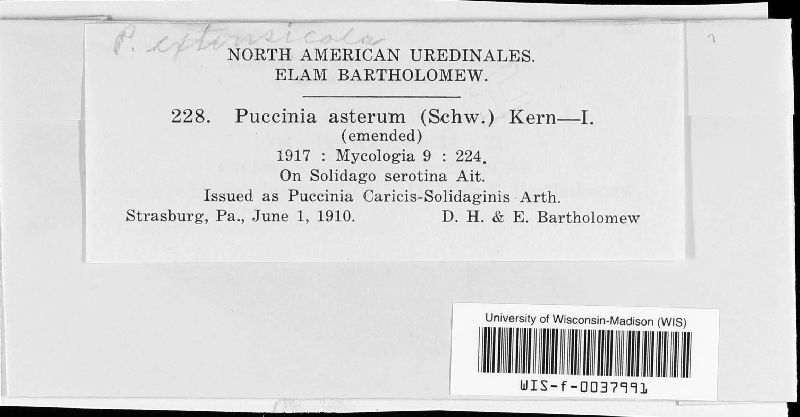 P. extensicola
NORTH AMERICAN UREDINALES.
ELAM BARTHOLOMEW.
228. Puccinia asterum (Schw.) Kern—I.
(emended)
1917 : Mycologia 9 : 224.
On Solidago serotina Ait.
Issued as Puccinia Caricis-Solidaginis Arth.
Strasburg, Pa., June 1, 1910. D. H. & E. Bartholomew
University of Wisconsin-Madison (WIS)
WIS-f-0037991